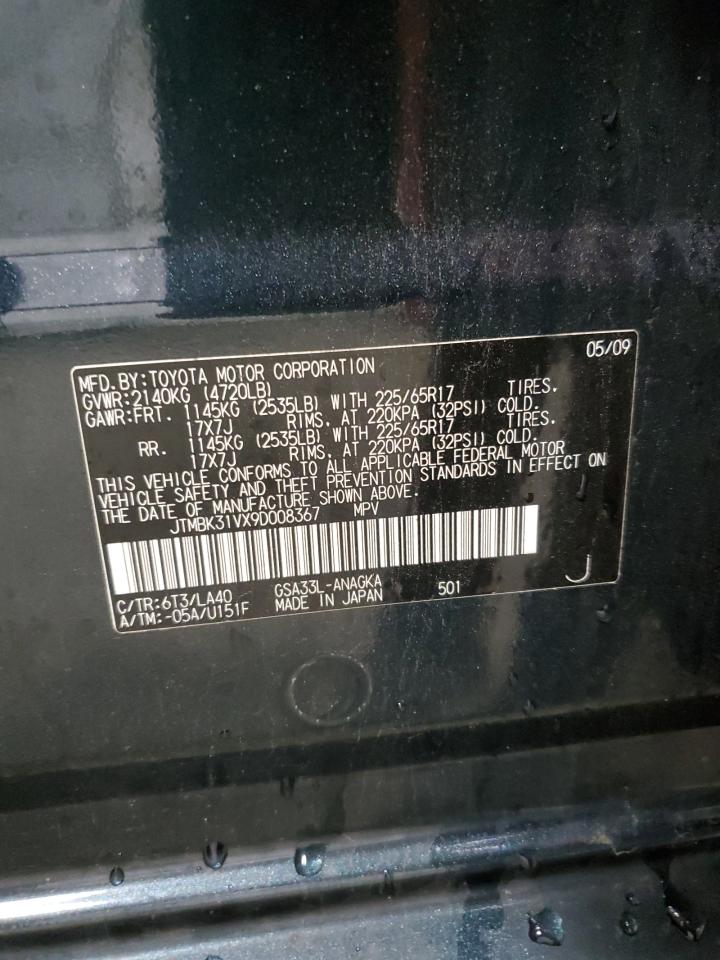 05/09
MFD.BY:TOYOTA MOTOR CORPORATION
GVWR:2140KG (4720LB)
GAWR:FRT. 1145KG (2535LB) WITH 225/65R17 TIRES.
17X7J RIMS, AT 220KPA (32PSI) COLD.
RR. 1145KG (2535LB) WITH 225/65R17 TIRES.
17X7J RIMS, AT 220KPA (32PSI) COLD.
THIS VEHICLE CONFORMS TO ALL APPLICABLE FEDERAL MOTOR
VEHICLE SAFETY AND THEFT PREVENTION STANDARDS IN EFFECT ON
THE DATE OF MANUFACTURE SHOWN ABOVE.
JTMBK31VX9D008367 MPV
C/TR:6T3/LA40 GSA33L-ANAGKA 501 J
A/TM:-05A/U151F MADE IN JAPAN